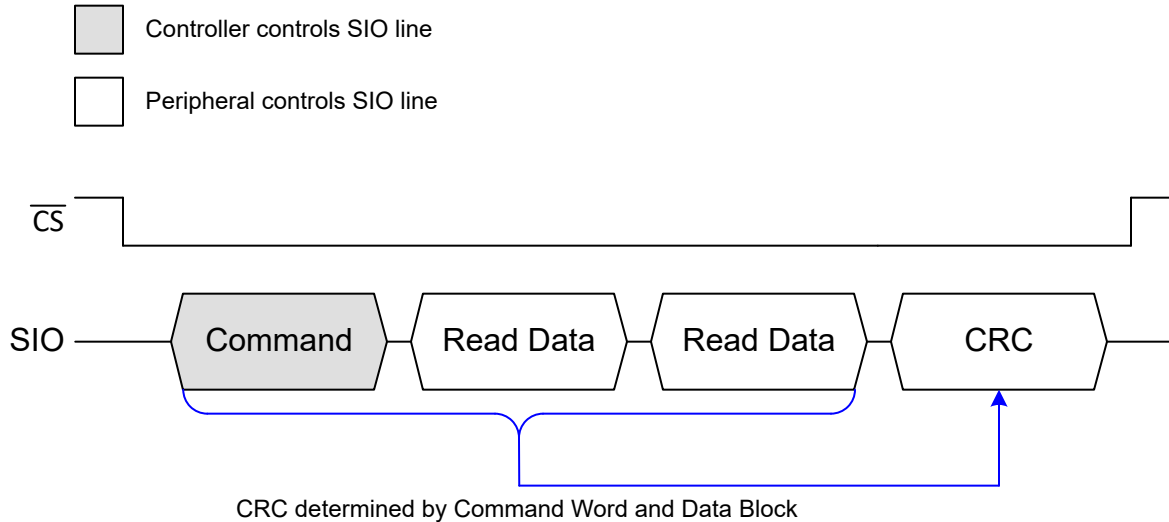 Controller controls SIO line
Peripheral controls SIO line
C̅S̅
SIO Command Read Data Read Data CRC
CRC determined by Command Word and Data Block